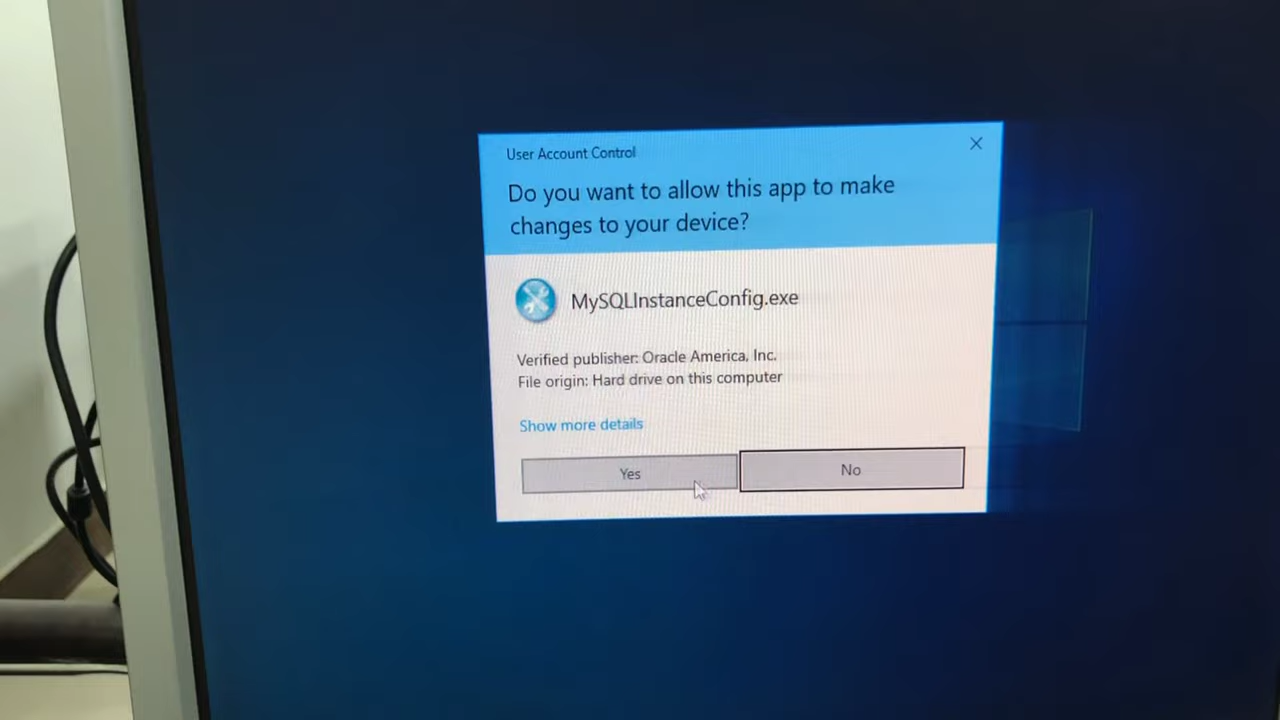 User Account Control
Do you want to allow this app to make
changes to your device?
MySQLInstanceConfig.exe
Verified publisher: Oracle America, Inc.
File origin: Hard drive on this computer
Show more details
Yes
No